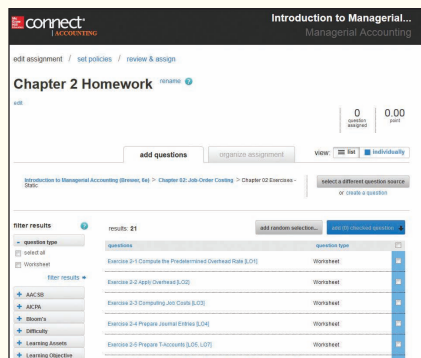 connect
ACCOUNTING
Introduction to Managerial...
Managerial Accounting
edit assignment / set policies / review & assign
Chapter 2 Homework rename ?
edit
0
question
assigned
0.00
point
add questions
organize assignment
view: list individually
Introduction to Managerial Accounting (Brewer, 6e) > Chapter 02: Job-Order Costing > Chapter 02 Exercises -
Static
select a different question source
or create a question
filter results ?
results: 21
add random selection...
add (0) checked question
- question type
select all
Worksheet
filter results
+ AACSB
+ AICPA
+ Bloom's
+ Difficulty
+ Learning Assets
+ Learning Objective
questions
question type
Exercise 2-1 Compute the Predetermined Overhead Rate [LO1]
Worksheet
Exercise 2-2 Apply Overhead [LO2]
Worksheet
Exercise 2-3 Computing Job Costs [LO3]
Worksheet
Exercise 2-4 Prepare Journal Entries [LO4]
Worksheet
Exercise 2-5 Prepare T-Accounts [LO5, LO7]
Worksheet